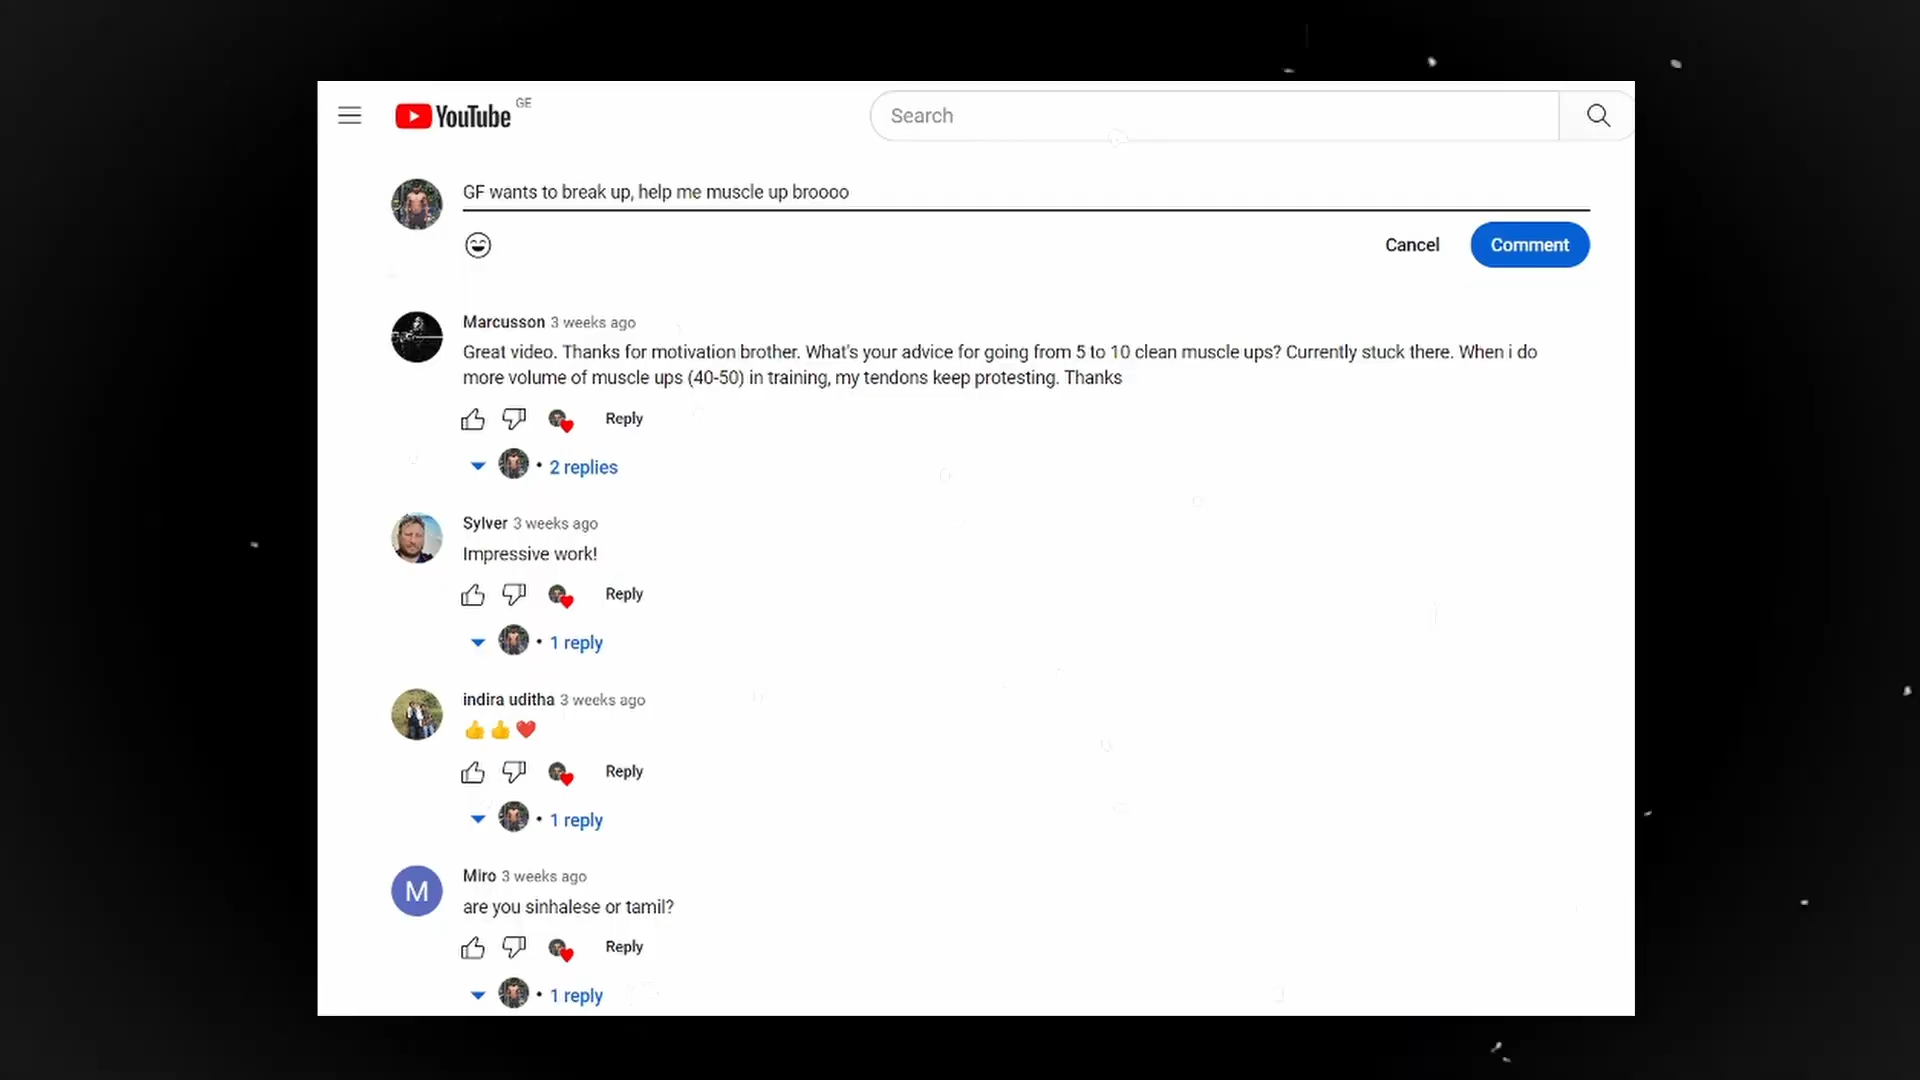 YouTube GE
Search
GF wants to break up, help me muscle up broooo
Cancel
Comment
Marcusson 3 weeks ago
Great video. Thanks for motivation brother. What's your advice for going from 5 to 10 clean muscle ups? Currently stuck there. When i do
more volume of muscle ups (40-50) in training, my tendons keep protesting. Thanks
Reply
• 2 replies
Sylver 3 weeks ago
Impressive work!
Reply
• 1 reply
indira uditha 3 weeks ago
👍👍❤️
Reply
• 1 reply
M
Miro 3 weeks ago
are you sinhalese or tamil?
Reply
• 1 reply